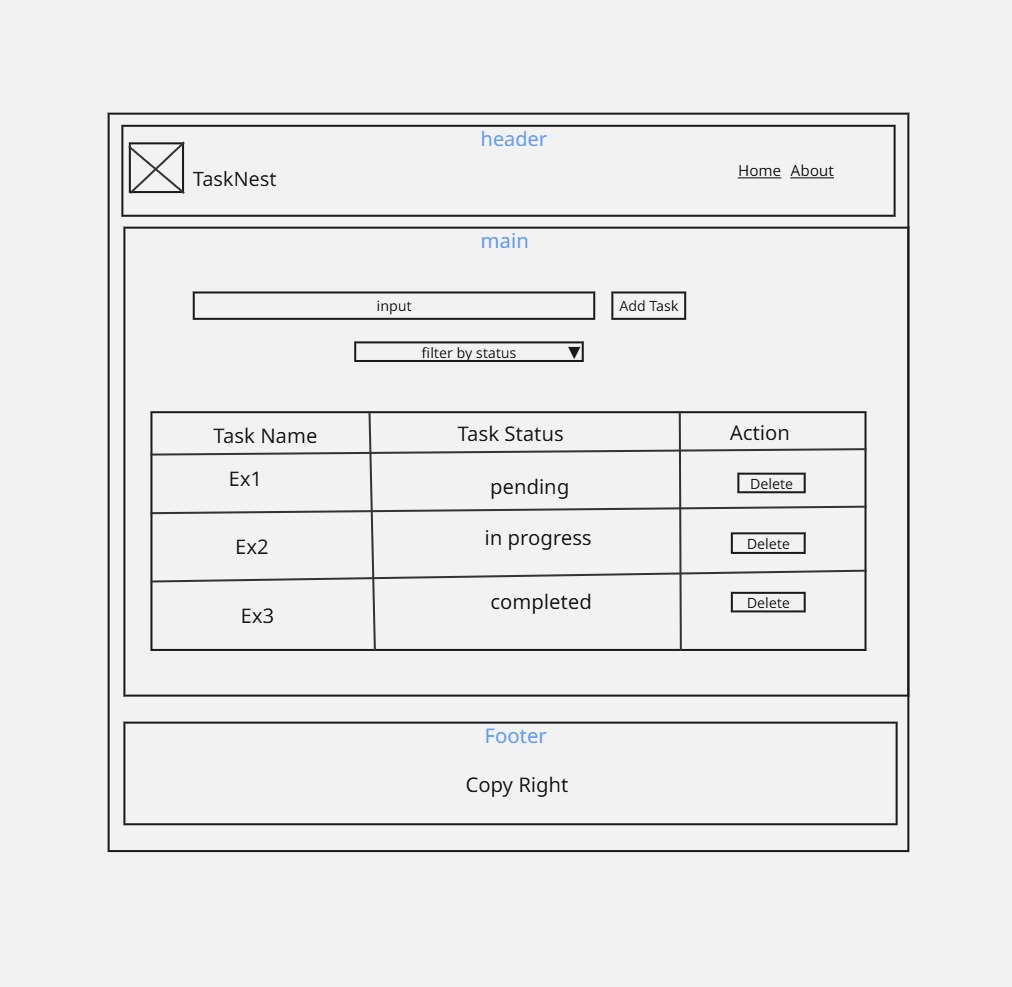 header
TaskNest
Home About
main
input
Add Task
filter by status
Task Name Task Status Action
Ex1 pending Delete
Ex2 in progress Delete
Ex3 completed Delete
Footer
Copy Right